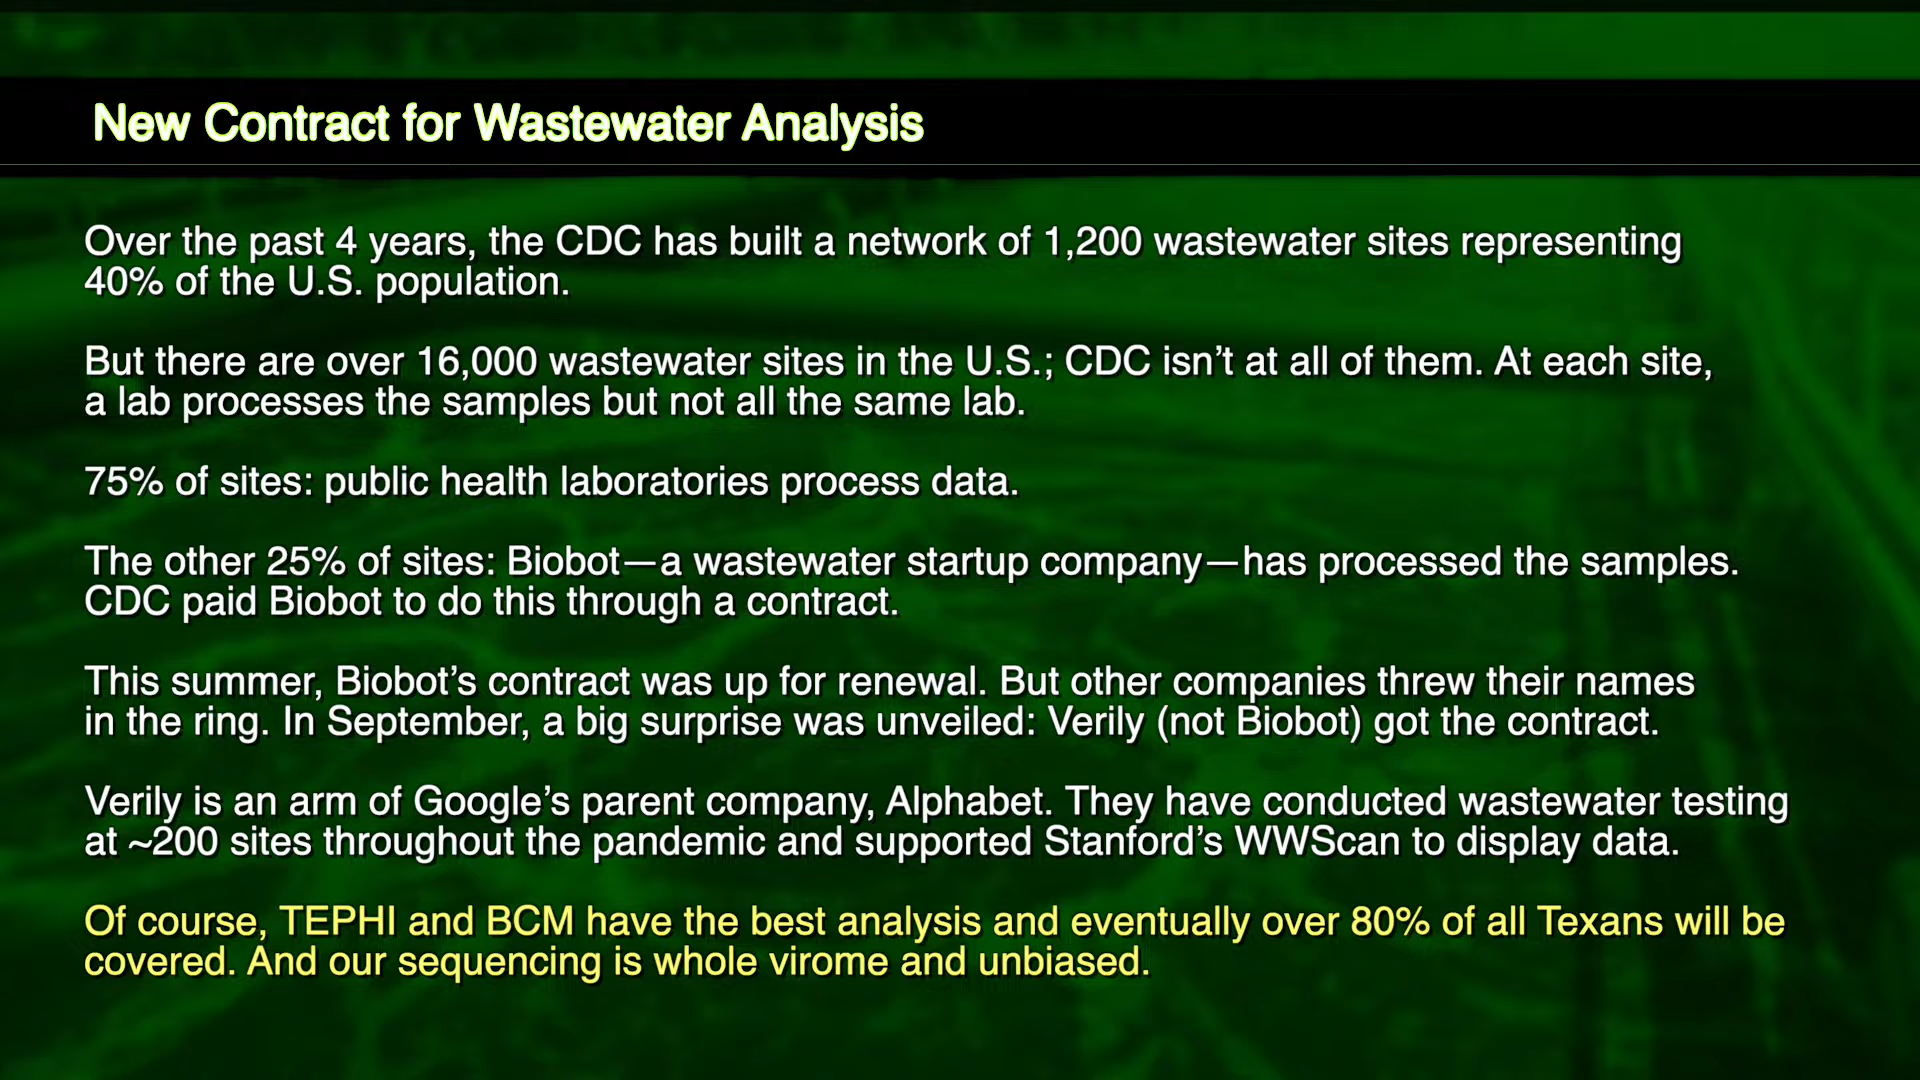 New Contract for Wastewater Analysis
Over the past 4 years, the CDC has built a network of 1,200 wastewater sites representing
40% of the U.S. population.
But there are over 16,000 wastewater sites in the U.S.; CDC isn’t at all of them. At each site,
a lab processes the samples but not all the same lab.
75% of sites: public health laboratories process data.
The other 25% of sites: Biobot—a wastewater startup company—has processed the samples.
CDC paid Biobot to do this through a contract.
This summer, Biobot’s contract was up for renewal. But other companies threw their names
in the ring. In September, a big surprise was unveiled: Verily (not Biobot) got the contract.
Verily is an arm of Google’s parent company, Alphabet. They have conducted wastewater testing
at ~200 sites throughout the pandemic and supported Stanford’s WWScan to display data.
Of course, TEPHI and BCM have the best analysis and eventually over 80% of all Texans will be
covered. And our sequencing is whole virome and unbiased.